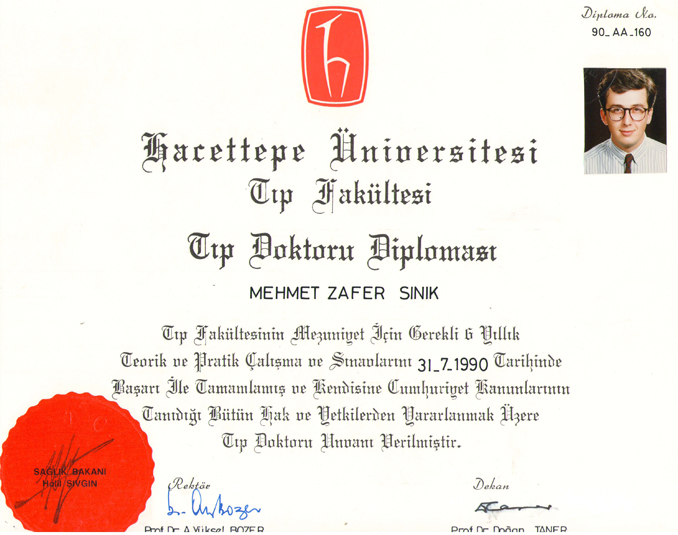 Diploma No.
90_ AA_160
Hacettepe Üniversitesi
Tıp Fakültesi
Tıp Doktoru Diploması
MEHMET ZAFER SINIK
Tıp Fakültesinin Mezuniyet İçin Gerekli 6 Yıllık
Teorik ve Pratik Çalışma ve Sınavlarını 31_7_1990 Tarihinde
Başarı İle Tamamlamış ve Kendisine Cumhuriyet Kanunlarının
Tanıdığı Bütün Hak ve Yetkilerden Yararlanmak Üzere
Tıp Doktoru Unvanı Verilmiştir.
SAĞLIK BAKANI
Halil ŞIVGIN
Rektör
Dekan
Prof. Dr. A. Yüksel BOZER
Prof. Dr. Doğan TANER